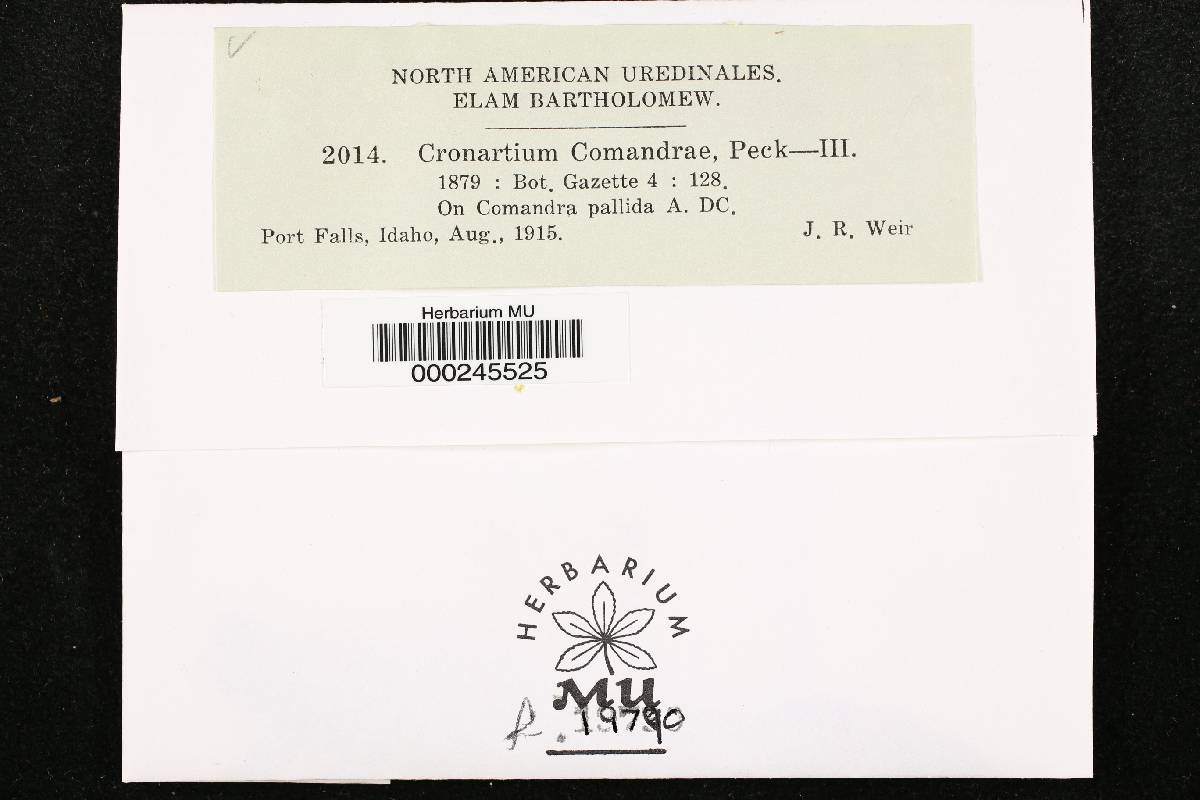 NORTH AMERICAN UREDINALES.
ELAM BARTHOLOMEW.
2014. Cronartium Comandrae, Peck—III.
1879 : Bot. Gazette 4 : 128.
On Comandra pallida A. DC.
Port Falls, Idaho, Aug., 1915. J. R. Weir
Herbarium MU
000245525
HERBARIUM
MU
19790